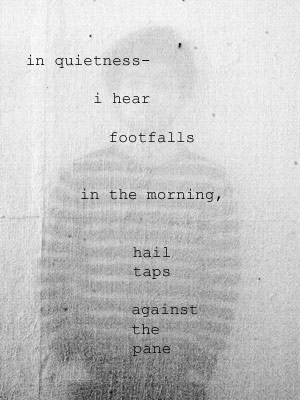 in quietness-
i hear
footfalls
in the morning,
hail
taps
against
the
pane